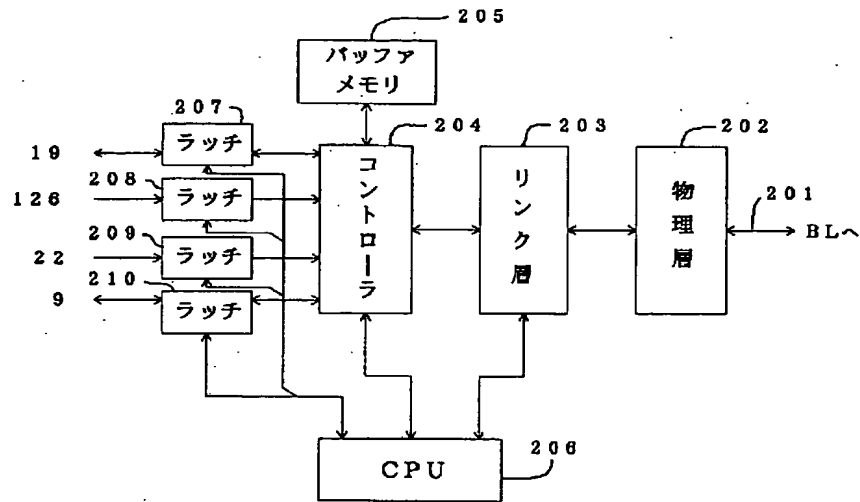 205
バッファ
メモリ
207
ラッチ
204
203
202
19
208
ラッチ
126
209
ラッチ
22
210
ラッチ
9
コントローラ
リンク層
物理層
201
BLへ
CPU
206